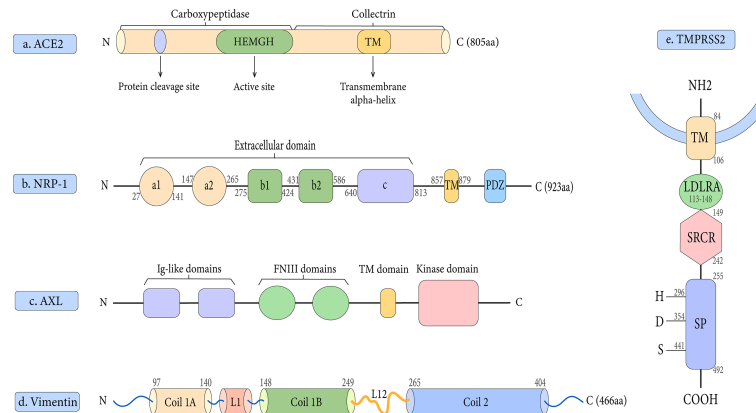 Carboxypeptidase Collectrin
a. ACE2 N HEMGH TM C (805aa)
Protein cleavage site Active site Transmembrane
alpha-helix
Extracellular domain
b. NRP-1 N 27 a1 141 147 a2 265 275 b1 424 431 b2 586 640 c 813 857 TM 879 PDZ C (923aa)
Ig-like domains FNIII domains TM domain Kinase domain
c. AXL N C
97 140 148 249 265 404
d. Vimentin N Coil 1A L1 Coil 1B L12 Coil 2 C (466aa)
e. TMPRSS2
NH2
84
TM
106
LDLRA
113-148
149
SRCR
242
255
H 296
D 354
SP
S 441
492
COOH